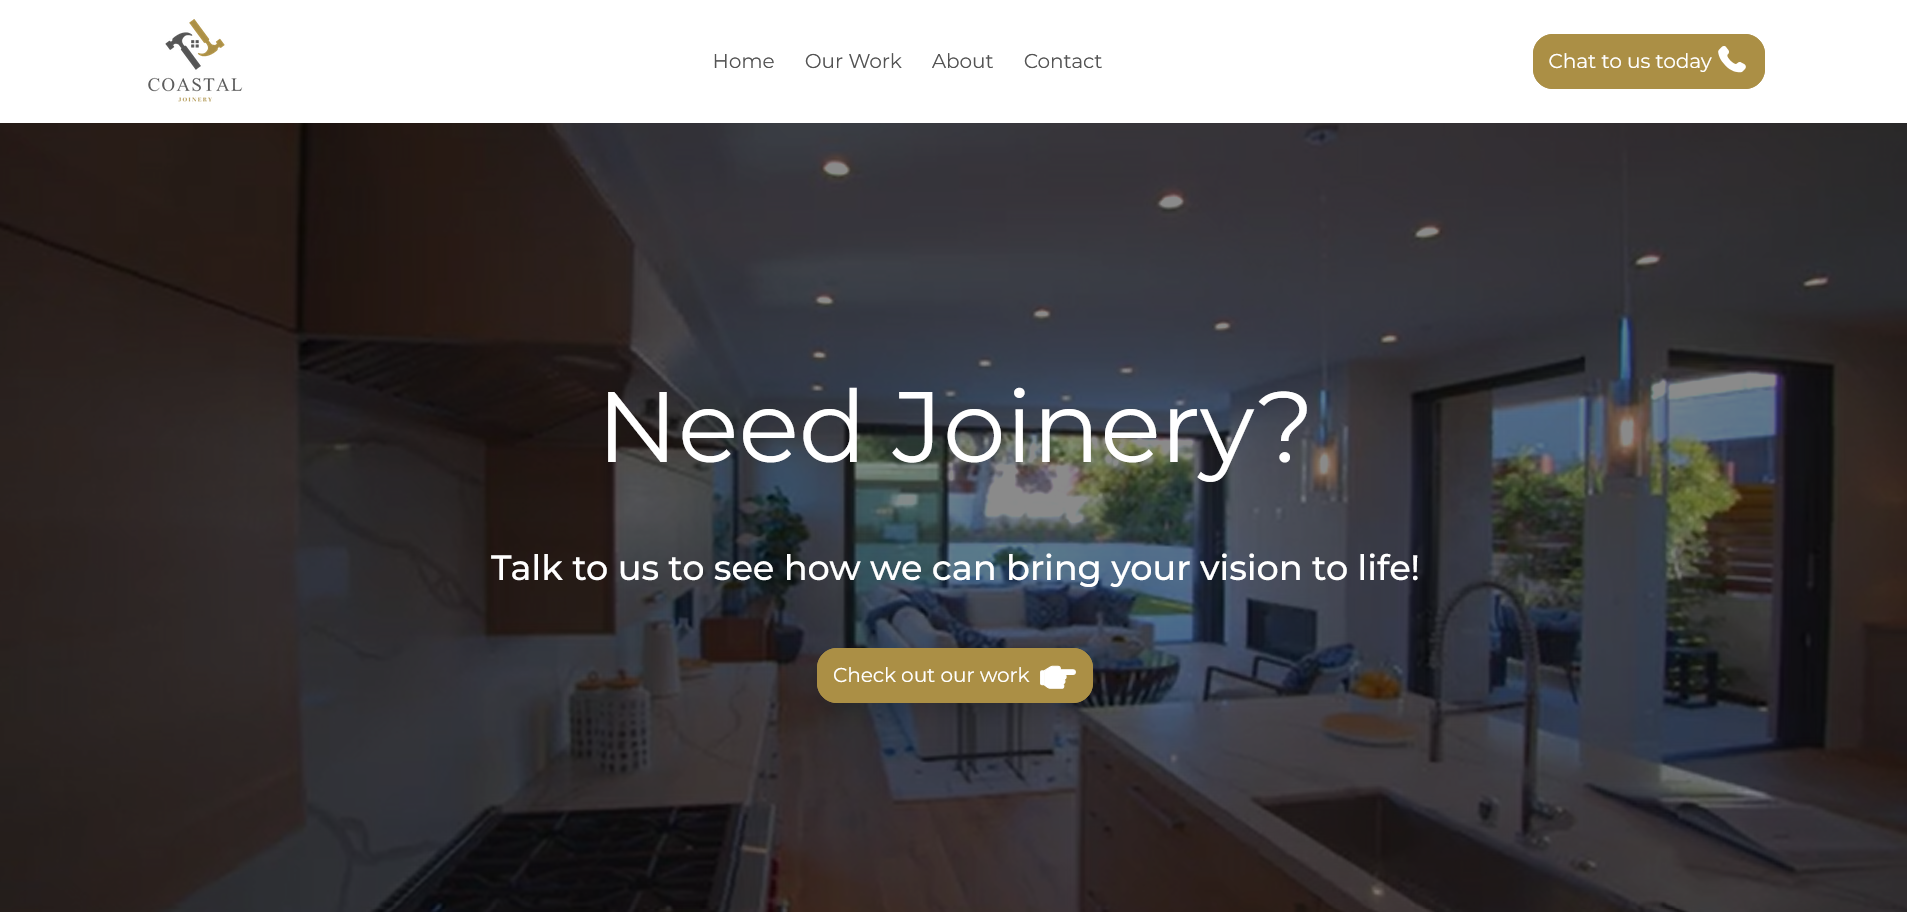 COASTAL
JOINERY
Home Our Work About Contact
Chat to us today
Need Joinery?
Talk to us to see how we can bring your vision to life!
Check out our work